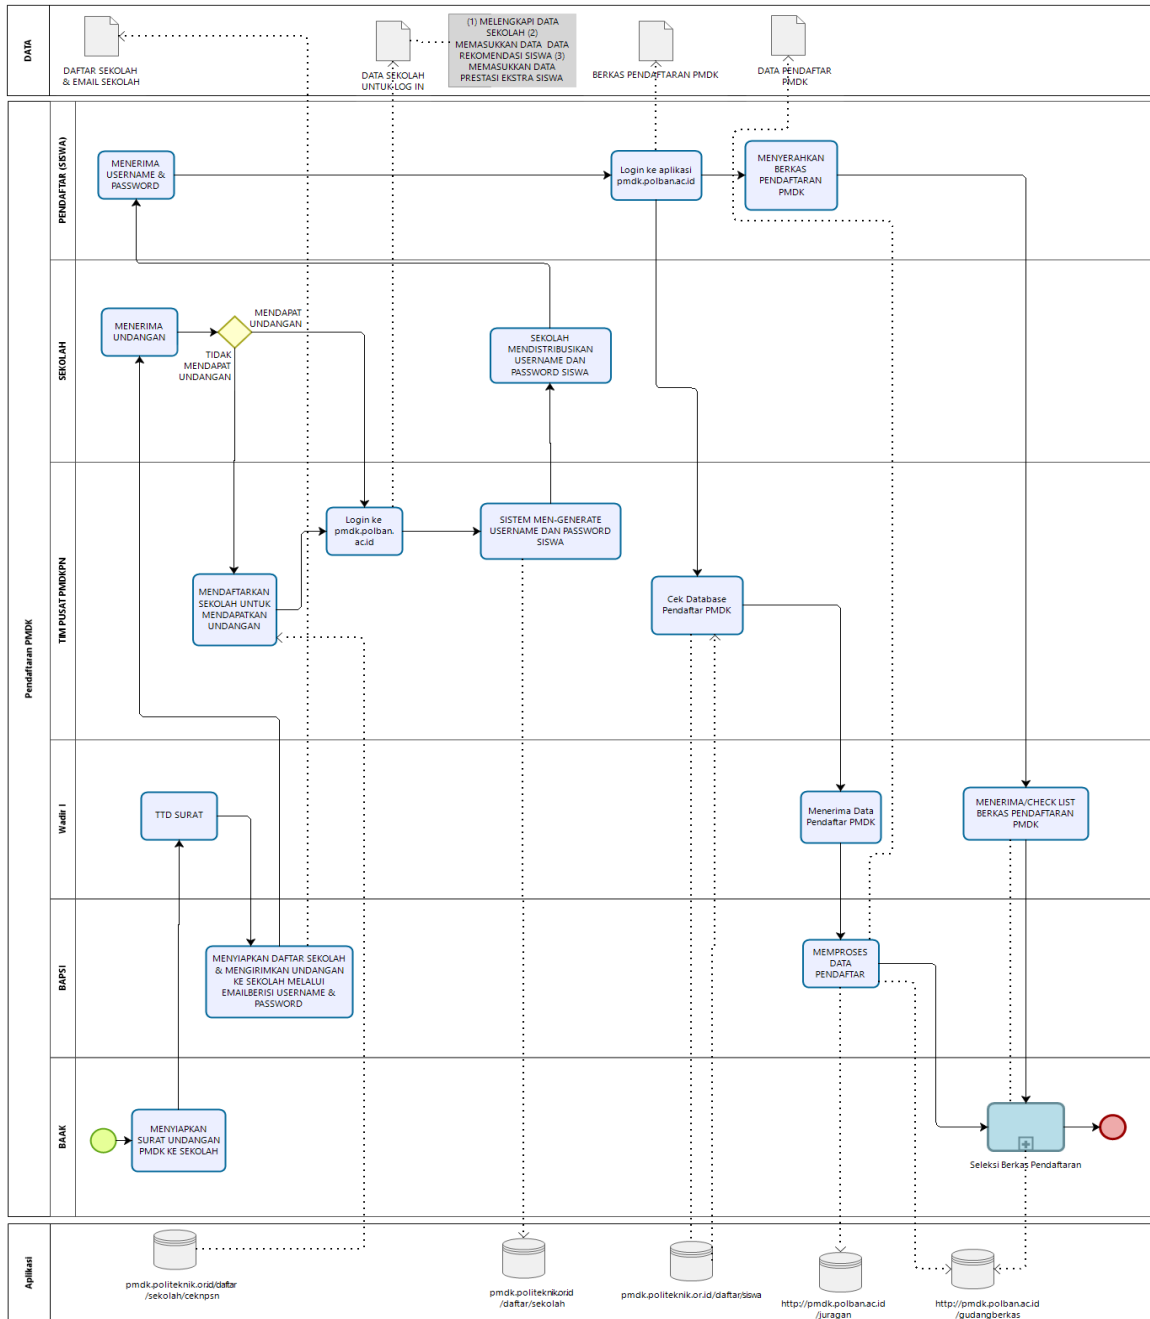 DATA
DAFTAR SEKOLAH
& EMAIL SEKOLAH
DATA SEKOLAH
UNTUK LOG IN
(1) MELENGKAPI DATA
SEKOLAH (2)
MEMASUKKAN DATA DATA
REKOMENDASI SISWA (3)
MEMASUKKAN DATA
PRESTASI EKSTRA SISWA
BERKAS PENDAFTARAN PMDK
DATA PENDAFTAR
PMDK
Pendaftaran PMDK
PENDAFTAR (SISWA)
MENERIMA
USERNAME &
PASSWORD
Login ke aplikasi
pmdk.polban.ac.id
MENYERAHKAN
BERKAS
PENDAFTARAN
PMDK
SEKOLAH
MENERIMA
UNDANGAN
MENDAPAT
UNDANGAN
TIDAK
MENDAPAT
UNDANGAN
SEKOLAH
MENDISTRIBUSIKAN
USERNAME DAN
PASSWORD SISWA
TIM PUSAT PMDKPN
Login ke
pmdk.polban.
ac.id
SISTEM MEN-GENERATE
USERNAME DAN PASSWORD
SISWA
MENDAFTARKAN
SEKOLAH UNTUK
MENDAPATKAN
UNDANGAN
Cek Database
Pendaftar PMDK
Wadir I
TTD SURAT
Menerima Data
Pendaftar PMDK
MENERIMA/CHECK LIST
BERKAS PENDAFTARAN
PMDK
BAPSI
MENYIAPKAN DAFTAR SEKOLAH
& MENGIRIMKAN UNDANGAN
KE SEKOLAH MELALUI
EMAILBERISI USERNAME &
PASSWORD
MEMPROSES
DATA
PENDAFTAR
BAAK
MENYIAPKAN
SURAT UNDANGAN
PMDK KE SEKOLAH
Seleksi Berkas Pendaftaran
Aplikasi
pmdk.politeknik.or.id/daftar
/sekolah/ceknpsn
pmdk.politeknik.or.id
/daftar/sekolah
pmdk.politeknik.or.id/daftar/siswa
http://pmdk.polban.ac.id
/juragan
http://pmdk.polban.ac.id
/gudangberkas